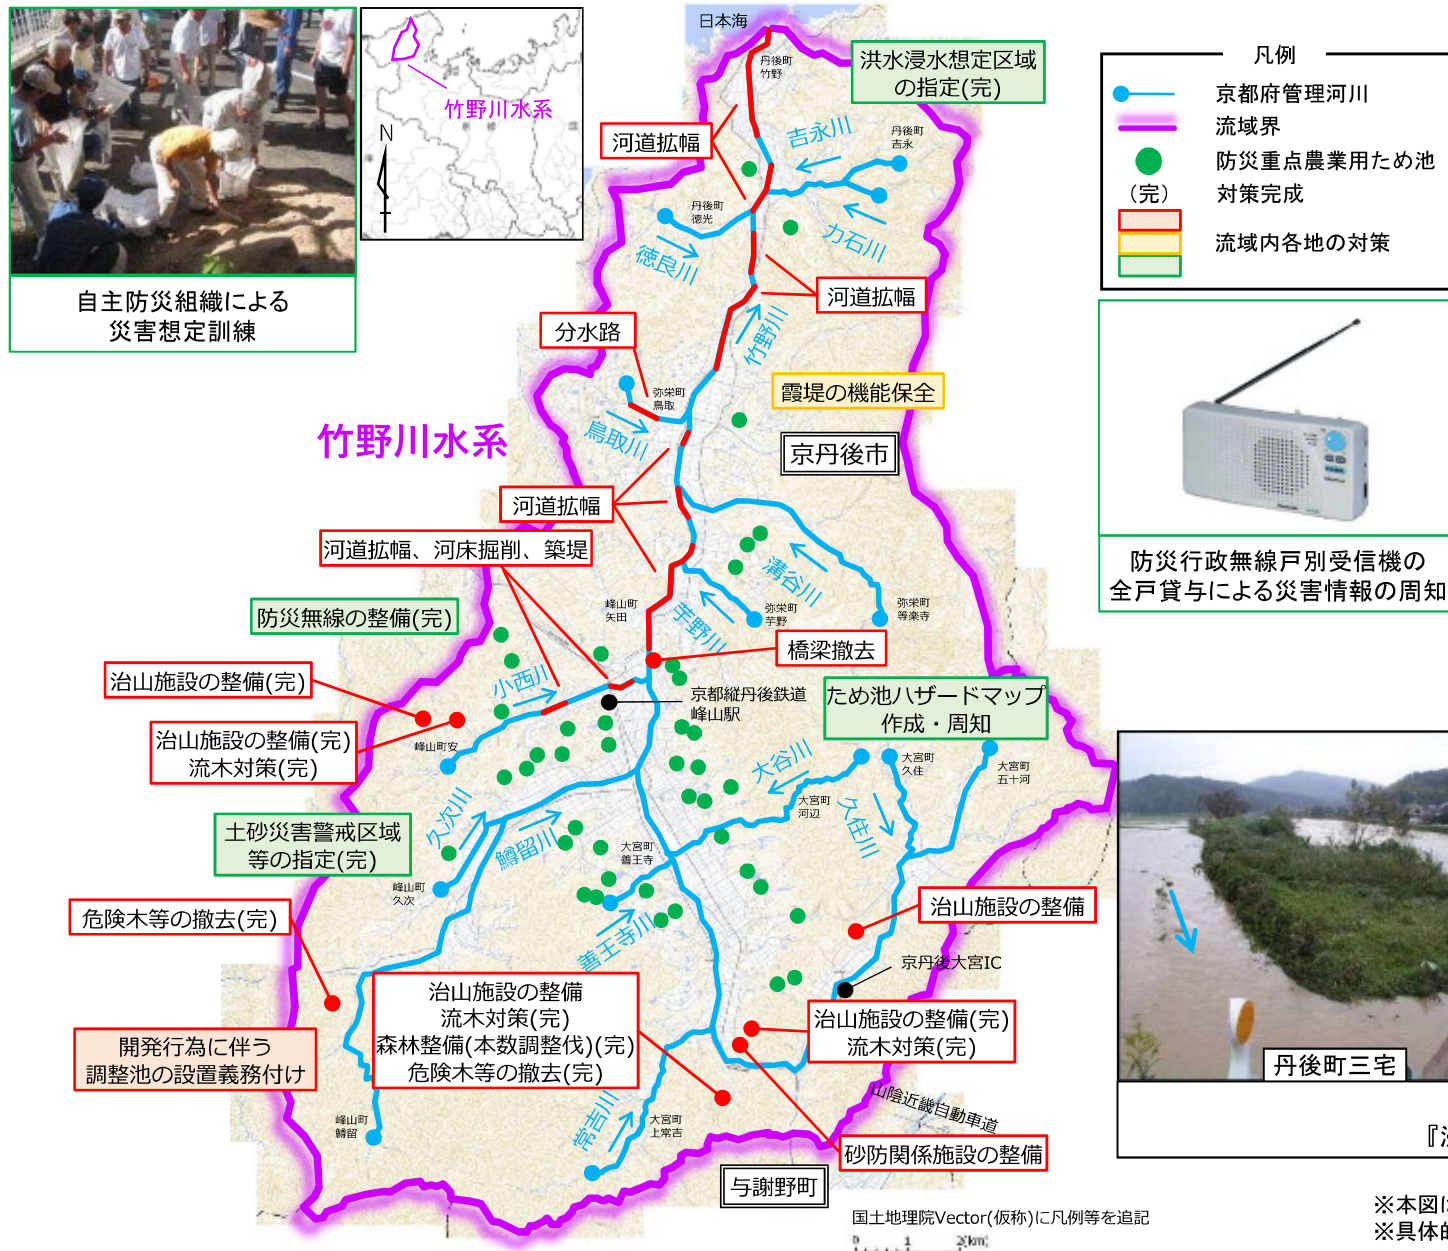 日本海
丹後町
竹野
洪水浸水想定区域
の指定(完)
凡例
京都府管理河川
流域界
防災重点農業用ため池
(完)
対策完成
流域内各地の対策
竹野川水系
N
自主防災組織による
災害想定訓練
河道拡幅
吉永川
丹後町
吉永
丹後町
徳光
徳良川
力石川
河道拡幅
竹野川
分水路
弥栄町
鳥取
鳥取川
霞堤の機能保全
竹野川水系
京丹後市
河道拡幅
河道拡幅、河床掘削、築堤
溝谷川
弥栄町
等楽寺
弥栄町
芋野
芋野川
峰山町
矢田
防災行政無線戸別受信機の
全戸貸与による災害情報の周知
防災無線の整備(完)
橋梁撤去
治山施設の整備(完)
小西川
京都縦丹後鉄道
峰山駅
ため池ハザードマップ
作成・周知
治山施設の整備(完)
流木対策(完)
峰山町安
大谷川
大宮町
久住
大宮町
五十河
大宮町
河辺
久住川
久次川
鱒留川
土砂災害警戒区域
等の指定(完)
大宮町
善王寺
峰山町
久次
危険木等の撤去(完)
善王寺川
治山施設の整備
京丹後大宮IC
治山施設の整備
流木対策(完)
森林整備(本数調整伐)(完)
危険木等の撤去(完)
治山施設の整備(完)
流木対策(完)
開発行為に伴う
調整池の設置義務付け
丹後町三宅
山陰近畿自動車道
峰山町
鱒留
常吉川
大宮町
上常吉
砂防関係施設の整備
与謝野町
国土地理院Vector(仮称)に凡例等を追記
0 1 2(km)
※本図に
※具体的